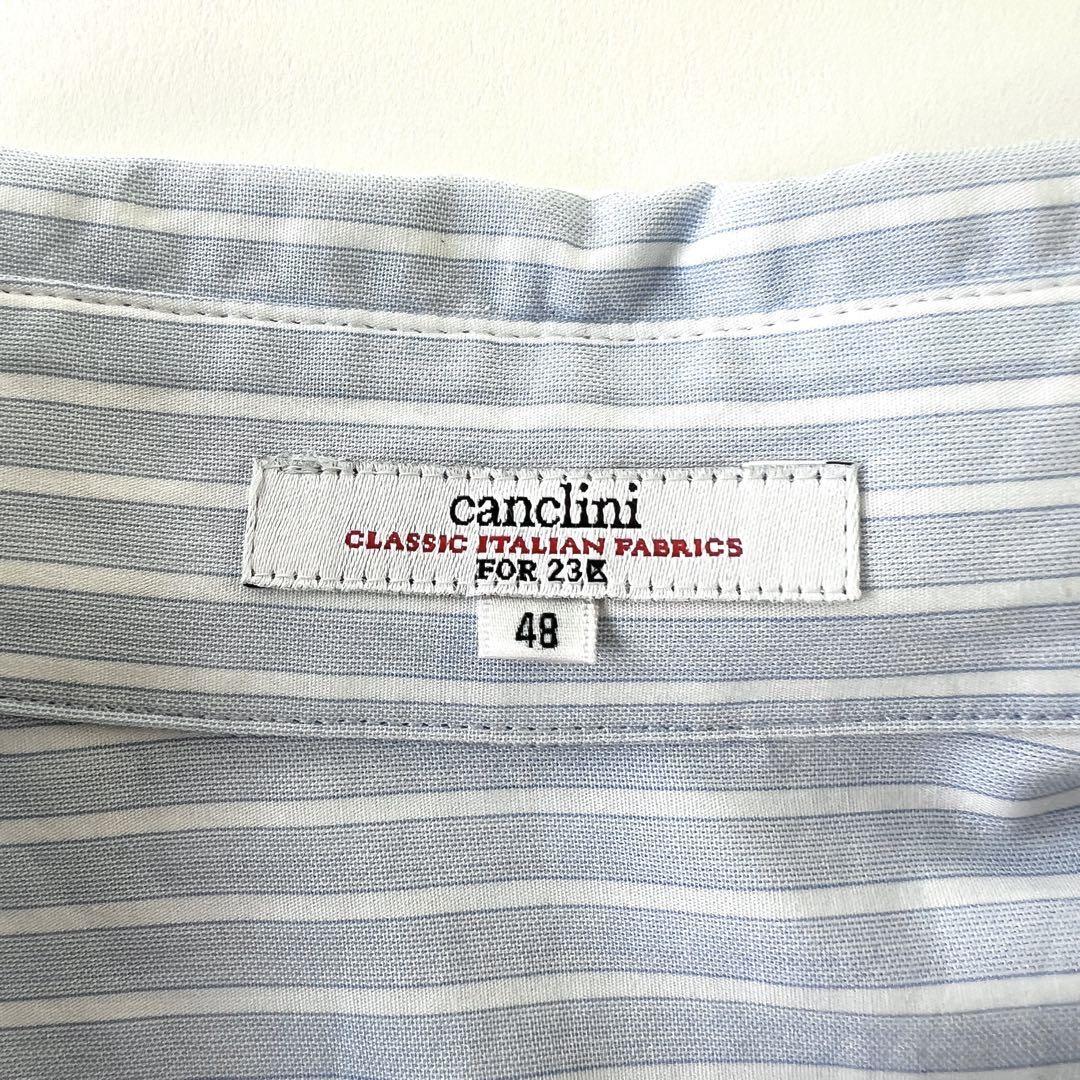 canclini
CLASSIC ITALIAN FABRICS
FOR 23区
48